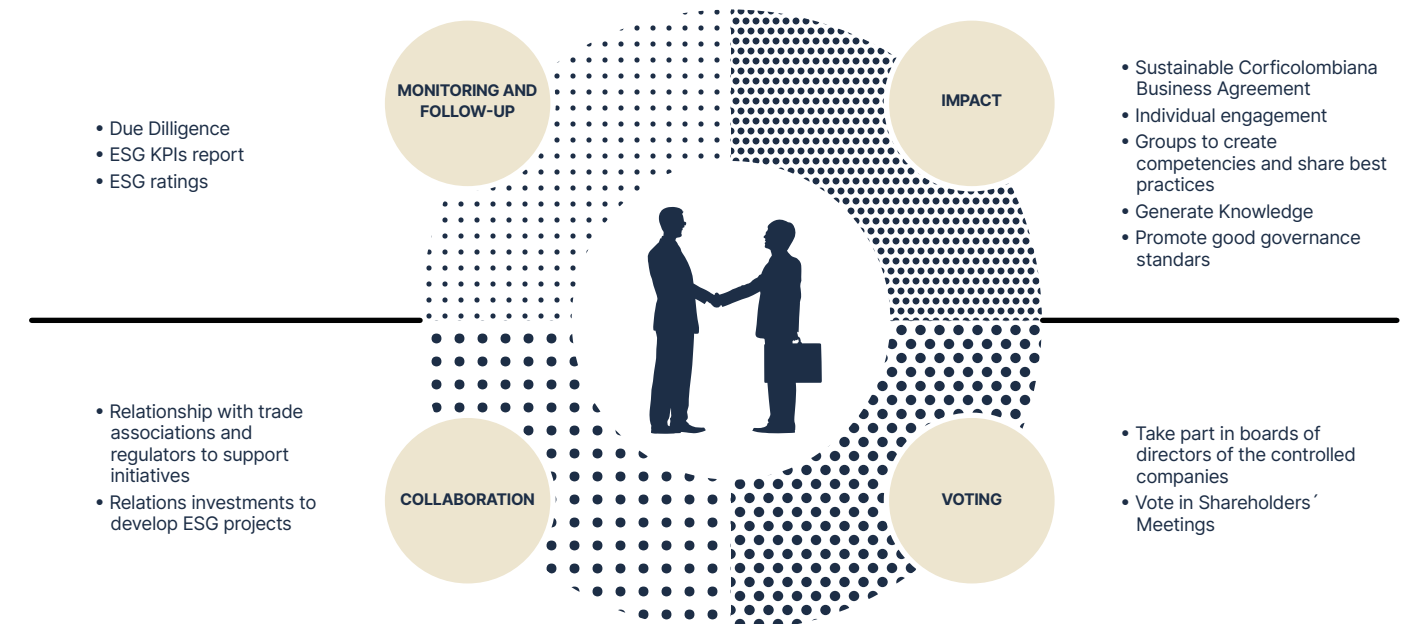 MONITORING AND
FOLLOW-UP
• Due Dilligence
• ESG KPIs report
• ESG ratings
IMPACT
• Sustainable Corficolombiana
Business Agreement
• Individual engagement
• Groups to create
competencies and share best
practices
• Generate Knowledge
• Promote good governance
standars
COLLABORATION
• Relationship with trade
associations and
regulators to support
initiatives
• Relations investments to
develop ESG projects
VOTING
• Take part in boards of
directors of the controlled
companies
• Vote in Shareholders´
Meetings